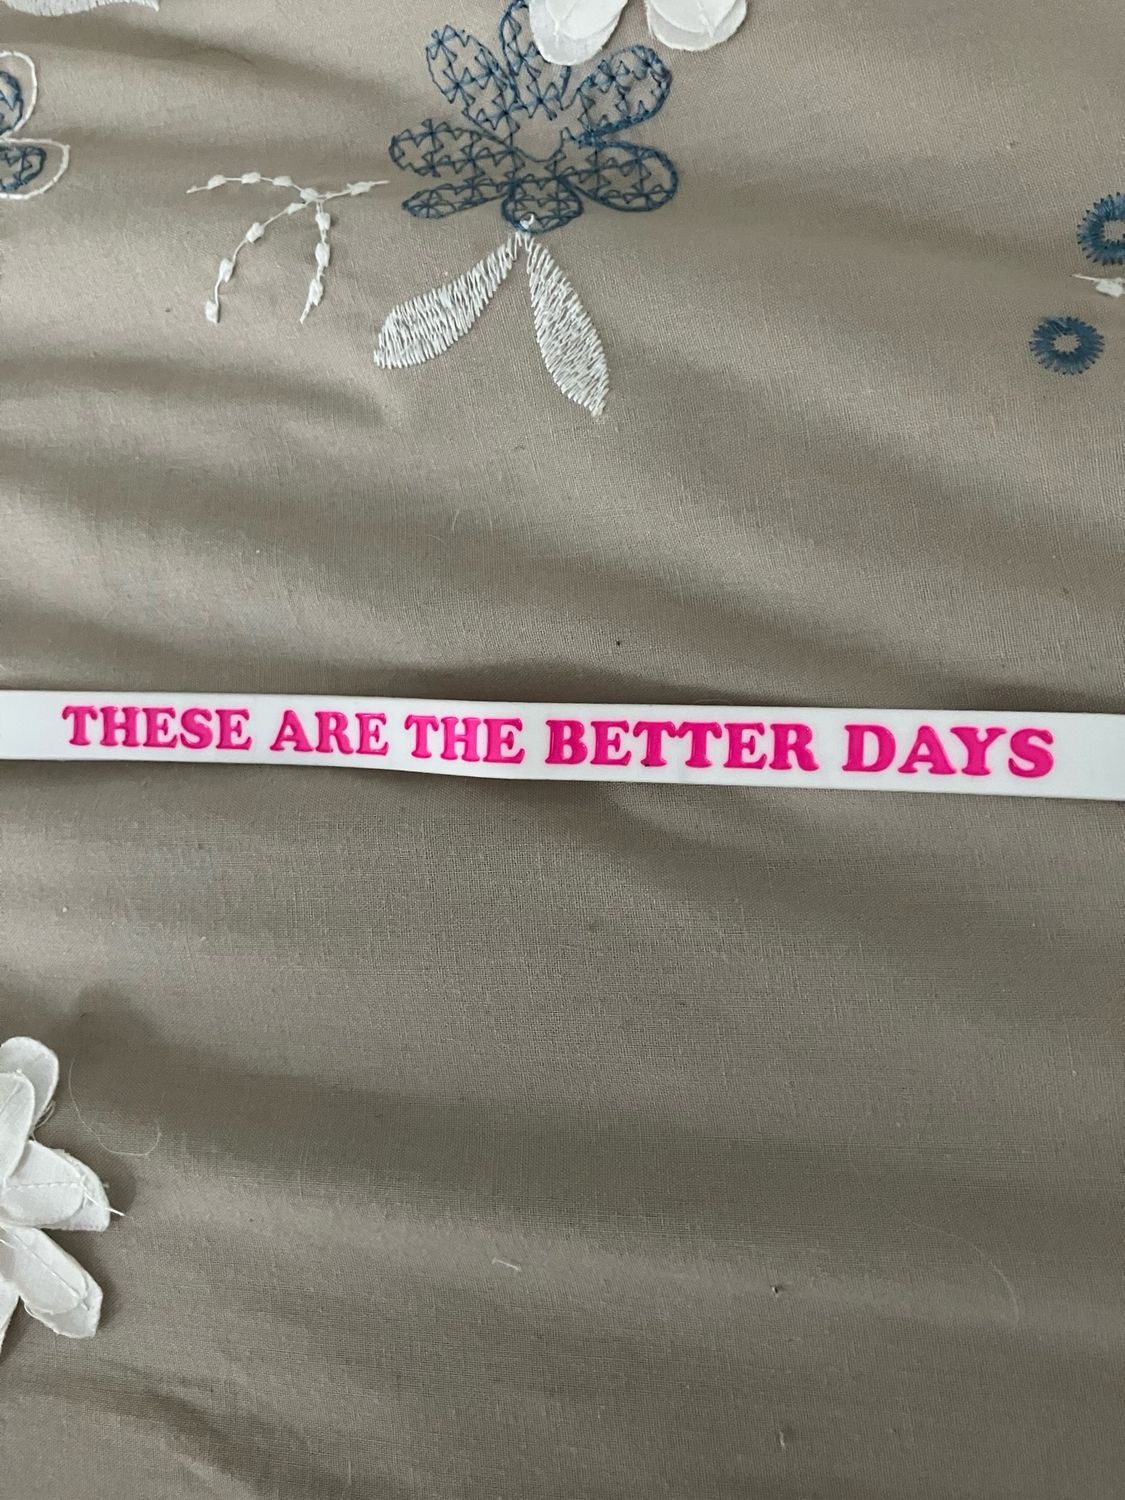 THESE ARE THE BETTER DAYS